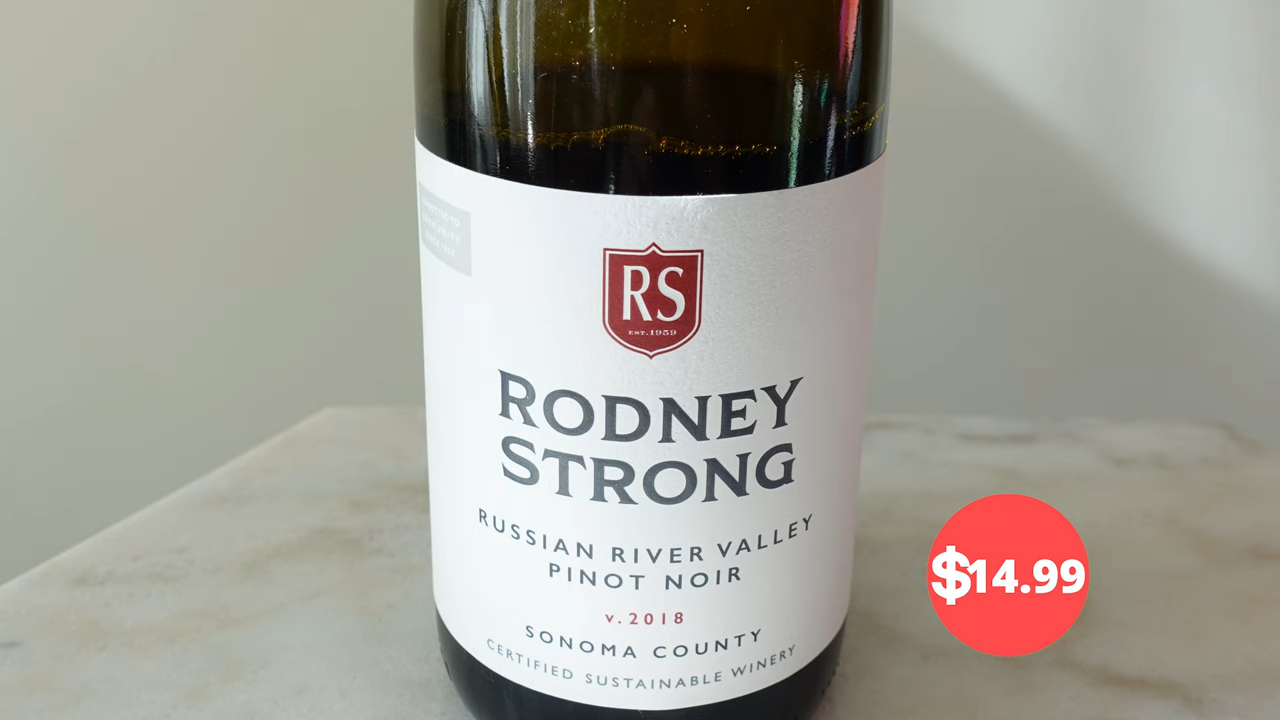 RS
EST.1959
RODNEY
STRONG
RUSSIAN RIVER VALLEY
PINOT NOIR
v.2018
SONOMA COUNTY
CERTIFIED SUSTAINABLE WINERY
$14.99